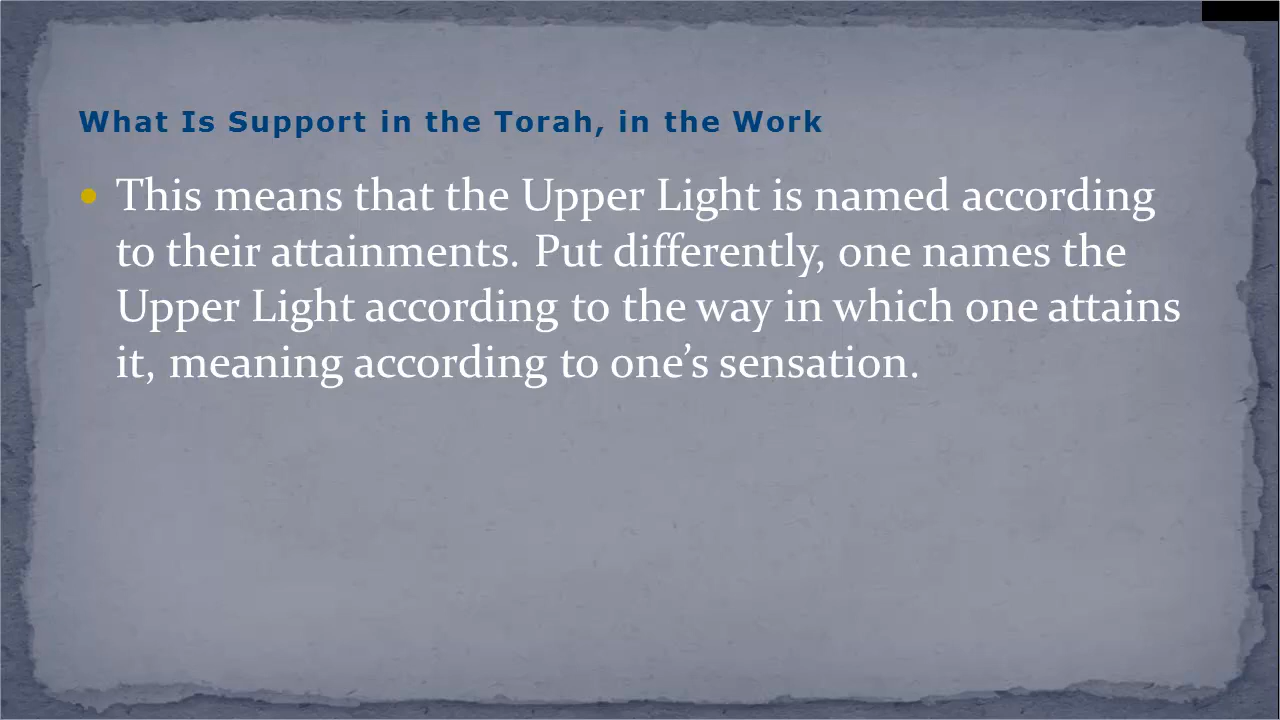 What Is Support in the Torah, in the Work
• This means that the Upper Light is named according
to their attainments. Put differently, one names the
Upper Light according to the way in which one attains
it, meaning according to one’s sensation.